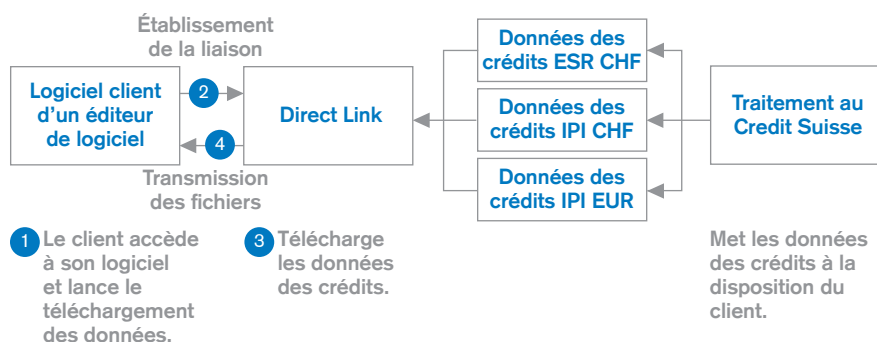 Établissement
de la liaison
Logiciel client
d’un éditeur
de logiciel
2
4
Transmission
des fichiers
Direct Link
Données des
crédits ESR CHF
Données des
crédits IPI CHF
Données des
crédits IPI EUR
Traitement au
Credit Suisse
1 Le client accède
à son logiciel
et lance le
téléchargement
des données.
3 Télécharge
les données
des crédits.
Met les données
des crédits à la
disposition du
client.